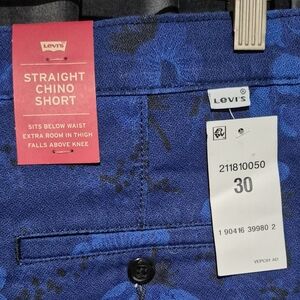 Levi's
STRAIGHT
CHINO
SHORT
SITS BELOW WAIST
EXTRA ROOM IN THIGH
FALLS ABOVE KNEE
LEVI'S
211810050
30
1 90416 39980 2